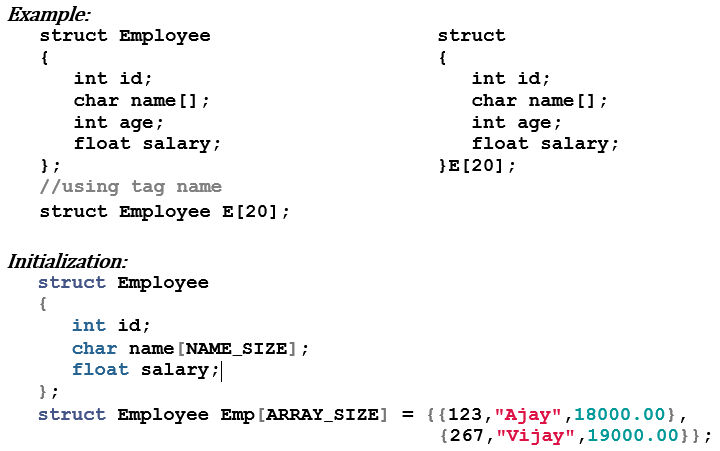 Example:
struct Employee
{
int id;
char name[];
int age;
float salary;
};
//using tag name
struct Employee E[20];
struct
{
int id;
char name[];
int age;
float salary;
}E[20];
Initialization:
struct Employee
{
int id;
char name[NAME_SIZE];
float salary;
};
struct Employee Emp[ARRAY_SIZE] = {{123,"Ajay",18000.00},
{267,"Vijay",19000.00}};